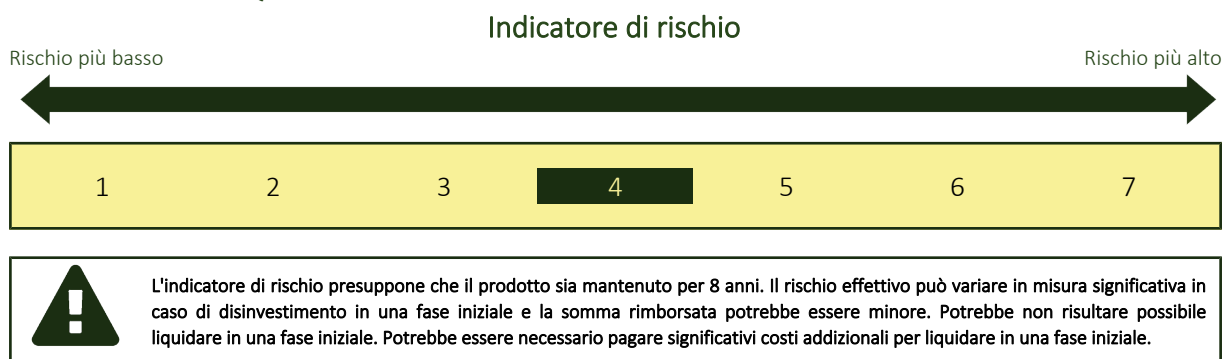 Indicatore di rischio
Rischio più basso
Rischio più alto
1 2 3 4 5 6 7
L'indicatore di rischio presuppone che il prodotto sia mantenuto per 8 anni. Il rischio effettivo può variare in misura significativa in
caso di disinvestimento in una fase iniziale e la somma rimborsata potrebbe essere minore. Potrebbe non risultare possibile
liquidare in una fase iniziale. Potrebbe essere necessario pagare significativi costi addizionali per liquidare in una fase iniziale.